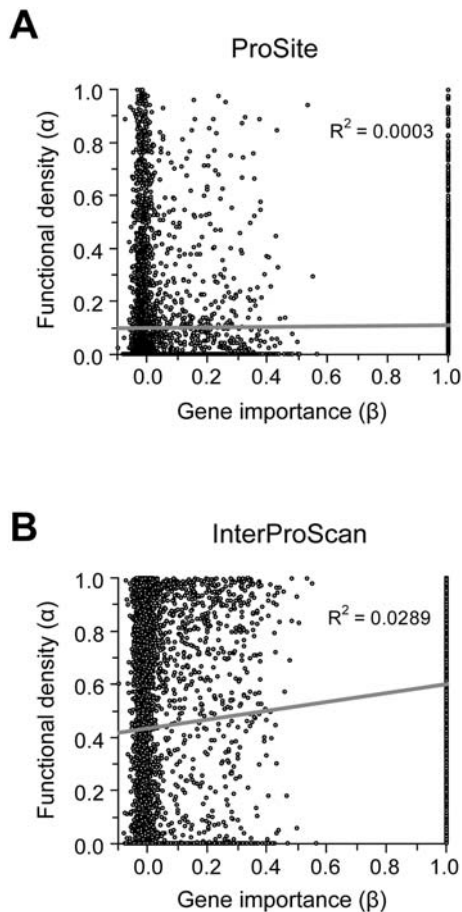 A
ProSite
R² = 0.0003
Functional density (α)
1.0
0.8
0.6
0.4
0.2
0.0
0.0 0.2 0.4 0.6 0.8 1.0
Gene importance (β)
B
InterProScan
R² = 0.0289
Functional density (α)
1.0
0.8
0.6
0.4
0.2
0.0
0.0 0.2 0.4 0.6 0.8 1.0
Gene importance (β)